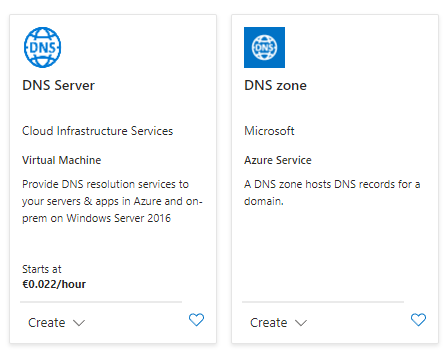 DNS
DNS Server
Cloud Infrastructure Services
Virtual Machine
Provide DNS resolution services to
your servers & apps in Azure and on-
prem on Windows Server 2016
Starts at
€0.022/hour
Create
DNS
DNS zone
Microsoft
Azure Service
A DNS zone hosts DNS records for a
domain.
Create